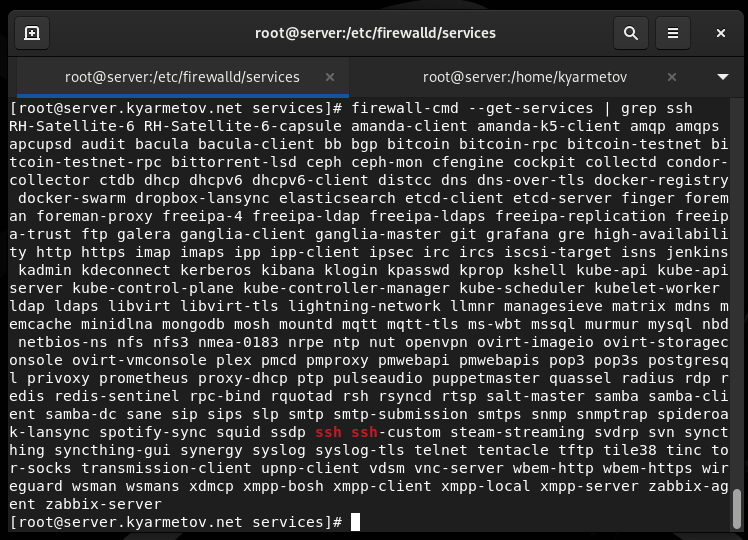 root@server:/etc/firewalld/services
root@server:/etc/firewalld/services
root@server:/home/kyarmetov
[root@server.kyarmetov.net services]# firewall-cmd --get-services | grep ssh
RH-Satellite-6 RH-Satellite-6-capsule amanda-client amanda-k5-client amqp amqps
apcupsd audit bacula bacula-client bb bgp bitcoin bitcoin-rpc bitcoin-testnet bi
tcoin-testnet-rpc bittorrent-lsd ceph ceph-mon cfengine cockpit collectd condor-
collector ctdb dhcp dhcpv6 dhcpv6-client distcc dns dns-over-tls docker-registry
 docker-swarm dropbox-lansync elasticsearch etcd-client etcd-server finger forem
an foreman-proxy freeipa-4 freeipa-ldap freeipa-ldaps freeipa-replication freeip
a-trust ftp galera ganglia-client ganglia-master git grafana gre high-availabili
ty http https imap imaps ipp ipp-client ipsec irc ircs iscsi-target isns jenkins
 kadmin kdeconnect kerberos kibana klogin kpasswd kprop kshell kube-api kube-api
server kube-control-plane kube-controller-manager kube-scheduler kubelet-worker
ldap ldaps libvirt libvirt-tls lightning-network llmnr managesieve matrix mdns m
emcache minidlna mongodb mosh mountd mqtt mqtt-tls ms-wbt mssql murmur mysql nbd
 netbios-ns nfs nfs3 nmea-0183 nrpe ntp nut openvpn ovirt-imageio ovirt-storagec
onsole ovirt-vmconsole plex pmcd pmproxy pmwebapi pmwebapis pop3 pop3s postgresq
l privoxy prometheus proxy-dhcp ptp pulseaudio puppetmaster quassel radius rdp r
edis redis-sentinel rpc-bind rquotad rsh rsyncd rtsp salt-master samba samba-cli
ent samba-dc sane sip sips slp smtp smtp-submission smtps snmp snmptrap spideroa
k-lansync spotify-sync squid ssdp ssh ssh-custom steam-streaming svdrp svn synct
hing syncthing-gui synergy syslog syslog-tls telnet tentacle tftp tile38 tinc to
r-socks transmission-client upnp-client vdsm vnc-server wbem-http wbem-https wir
eguard wsman wsmans xdmcp xmpp-bosh xmpp-client xmpp-local xmpp-server zabbix-ag
ent zabbix-server
[root@server.kyarmetov.net services]#